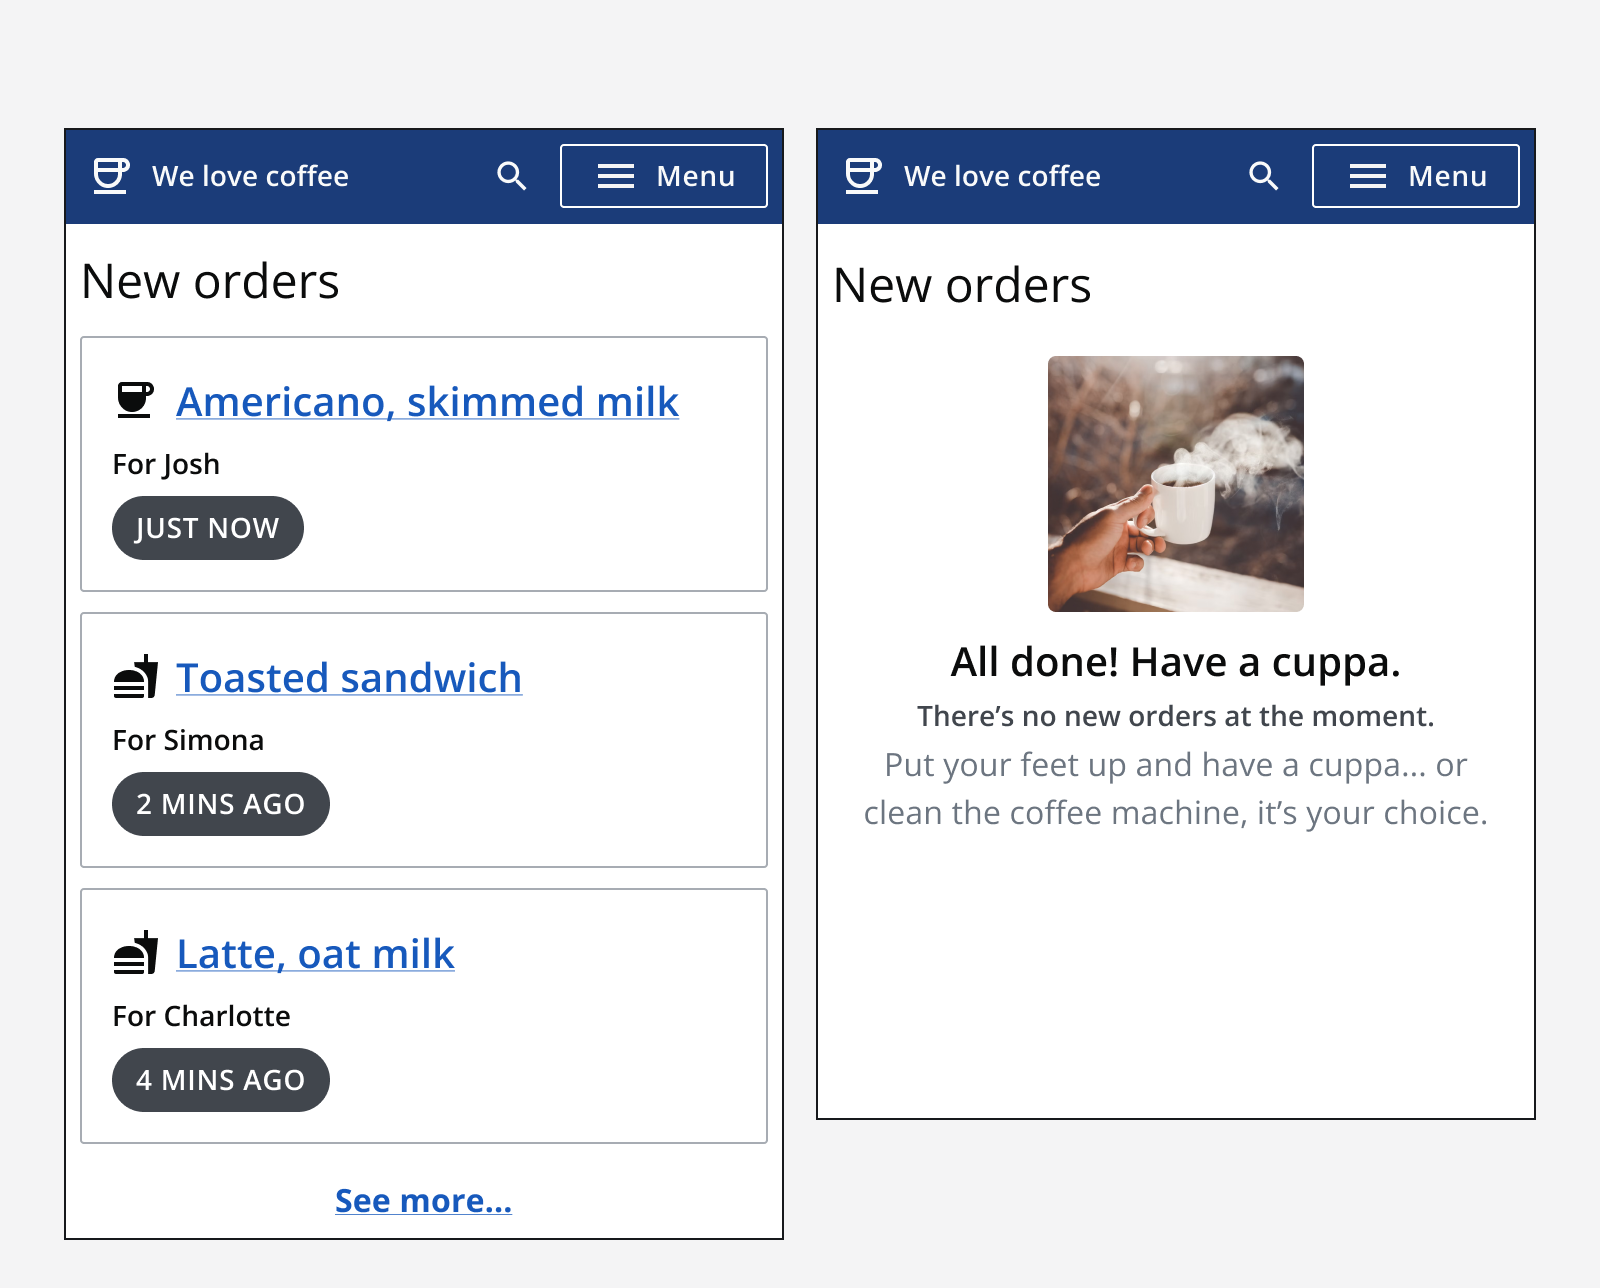 We love coffee
Menu
New orders
Americano, skimmed milk
For Josh
JUST NOW
Toasted sandwich
For Simona
2 MINS AGO
Latte, oat milk
For Charlotte
4 MINS AGO
See more...
We love coffee
Menu
New orders
All done! Have a cuppa.
There’s no new orders at the moment.
Put your feet up and have a cuppa... or
clean the coffee machine, it’s your choice.